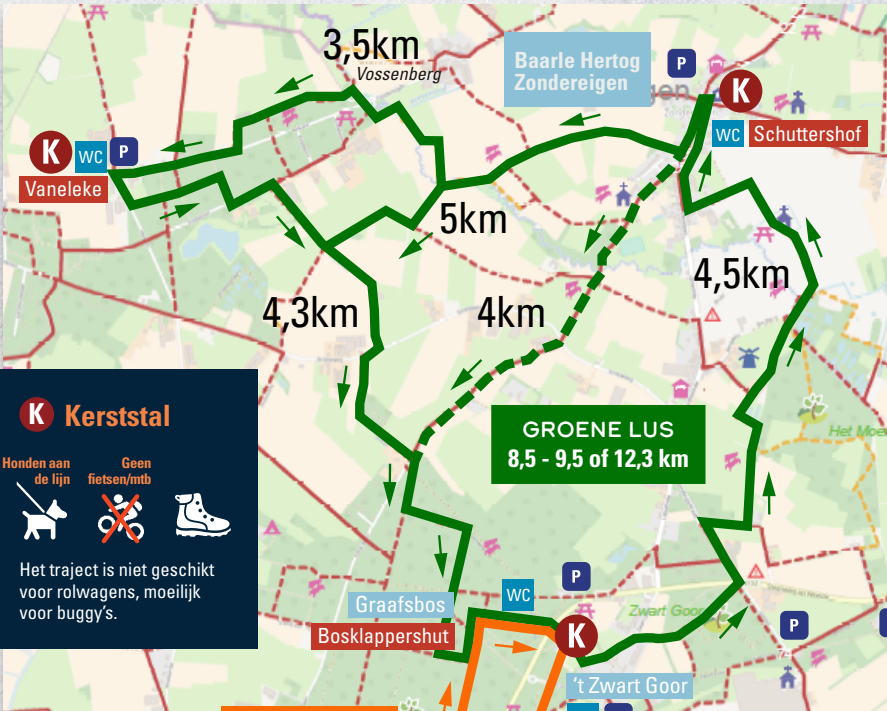 3,5km
Vossenberg
Baarle Hertog
Zondereigen
gen
P
K
WC
Schuttershof
K
WC
P
Vaneleke
5km
4,5km
4,3km
4km
K Kerststal
Honden aan
de lijn
Geen
fietsen/mtb
Het traject is niet geschikt
voor rolwagens, moeilijk
voor buggy's.
GROENE LUS
8,5 - 9,5 of 12,3 km
Het Moer
P
WC
Graafsbos
Bosklappershut
K
Zwart Goor
P
't Zwart Goor